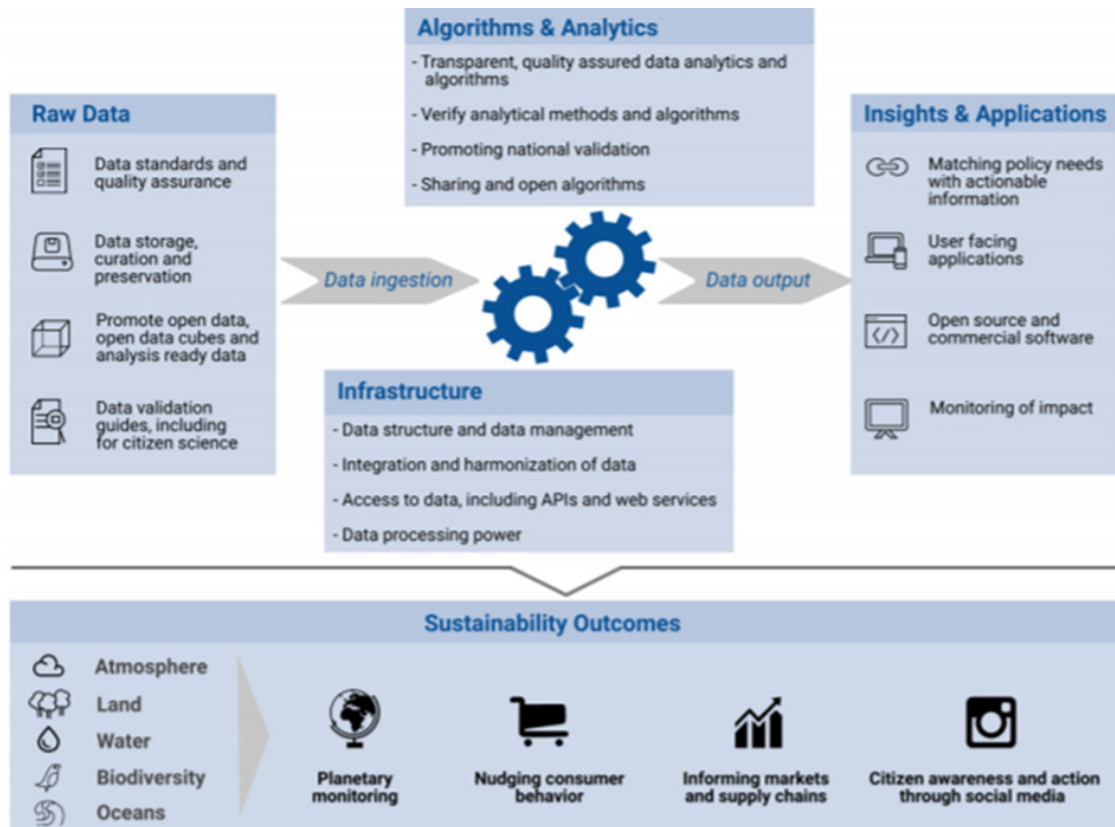 Algorithms & Analytics
- Transparent, quality assured data analytics and
algorithms
- Verify analytical methods and algorithms
- Promoting national validation
- Sharing and open algorithms
Raw Data
Data standards and
quality assurance
Data storage,
curation and
preservation
Promote open data,
open data cubes and
analysis ready data
Data validation
guides, including
for citizen science
Data ingestion
Data output
Infrastructure
- Data structure and data management
- Integration and harmonization of data
- Access to data, including APIs and web services
- Data processing power
Insights & Applications
Matching policy needs
with actionable
information
User facing
applications
Open source and
commercial software
Monitoring of impact
Sustainability Outcomes
Atmosphere
Land
Water
Biodiversity
Oceans
Planetary
monitoring
Nudging consumer
behavior
Informing markets
and supply chains
Citizen awareness and action
through social media